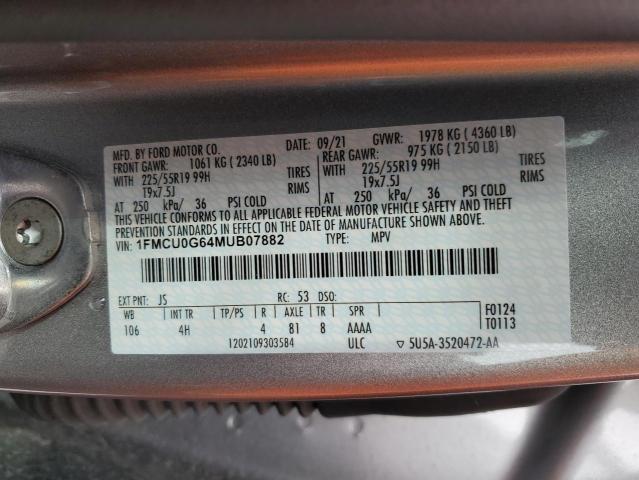 MFD. BY FORD MOTOR CO. DATE: 09/21 GVWR: 1978 KG (4360 LB)
FRONT GAWR: 1061 KG (2340 LB) REAR GAWR: 975 KG (2150 LB)
WITH 225/55R19 99H TIRES WITH 225/55R19 99H TIRES
19x7.5J RIMS 19x7.5J RIMS
AT 250 kPa/ 36 PSI COLD AT 250 kPa/ 36 PSI COLD
THIS VEHICLE CONFORMS TO ALL APPLICABLE FEDERAL MOTOR VEHICLE SAFETY AND THEFT
PREVENTION STANDARDS IN EFFECT ON THE DATE OF MANUFACTURE SHOWN ABOVE.
VIN: 1FMCU0G64MUB07882 TYPE: MPV
EXT PNT: JS RC: 53 DSO:
WB INT TR TP/PS R AXLE TR SPR F0124
106 4H 4 81 8 AAAA T0113
1202109303584 ULC ▽ 5U5A-3520472-AA